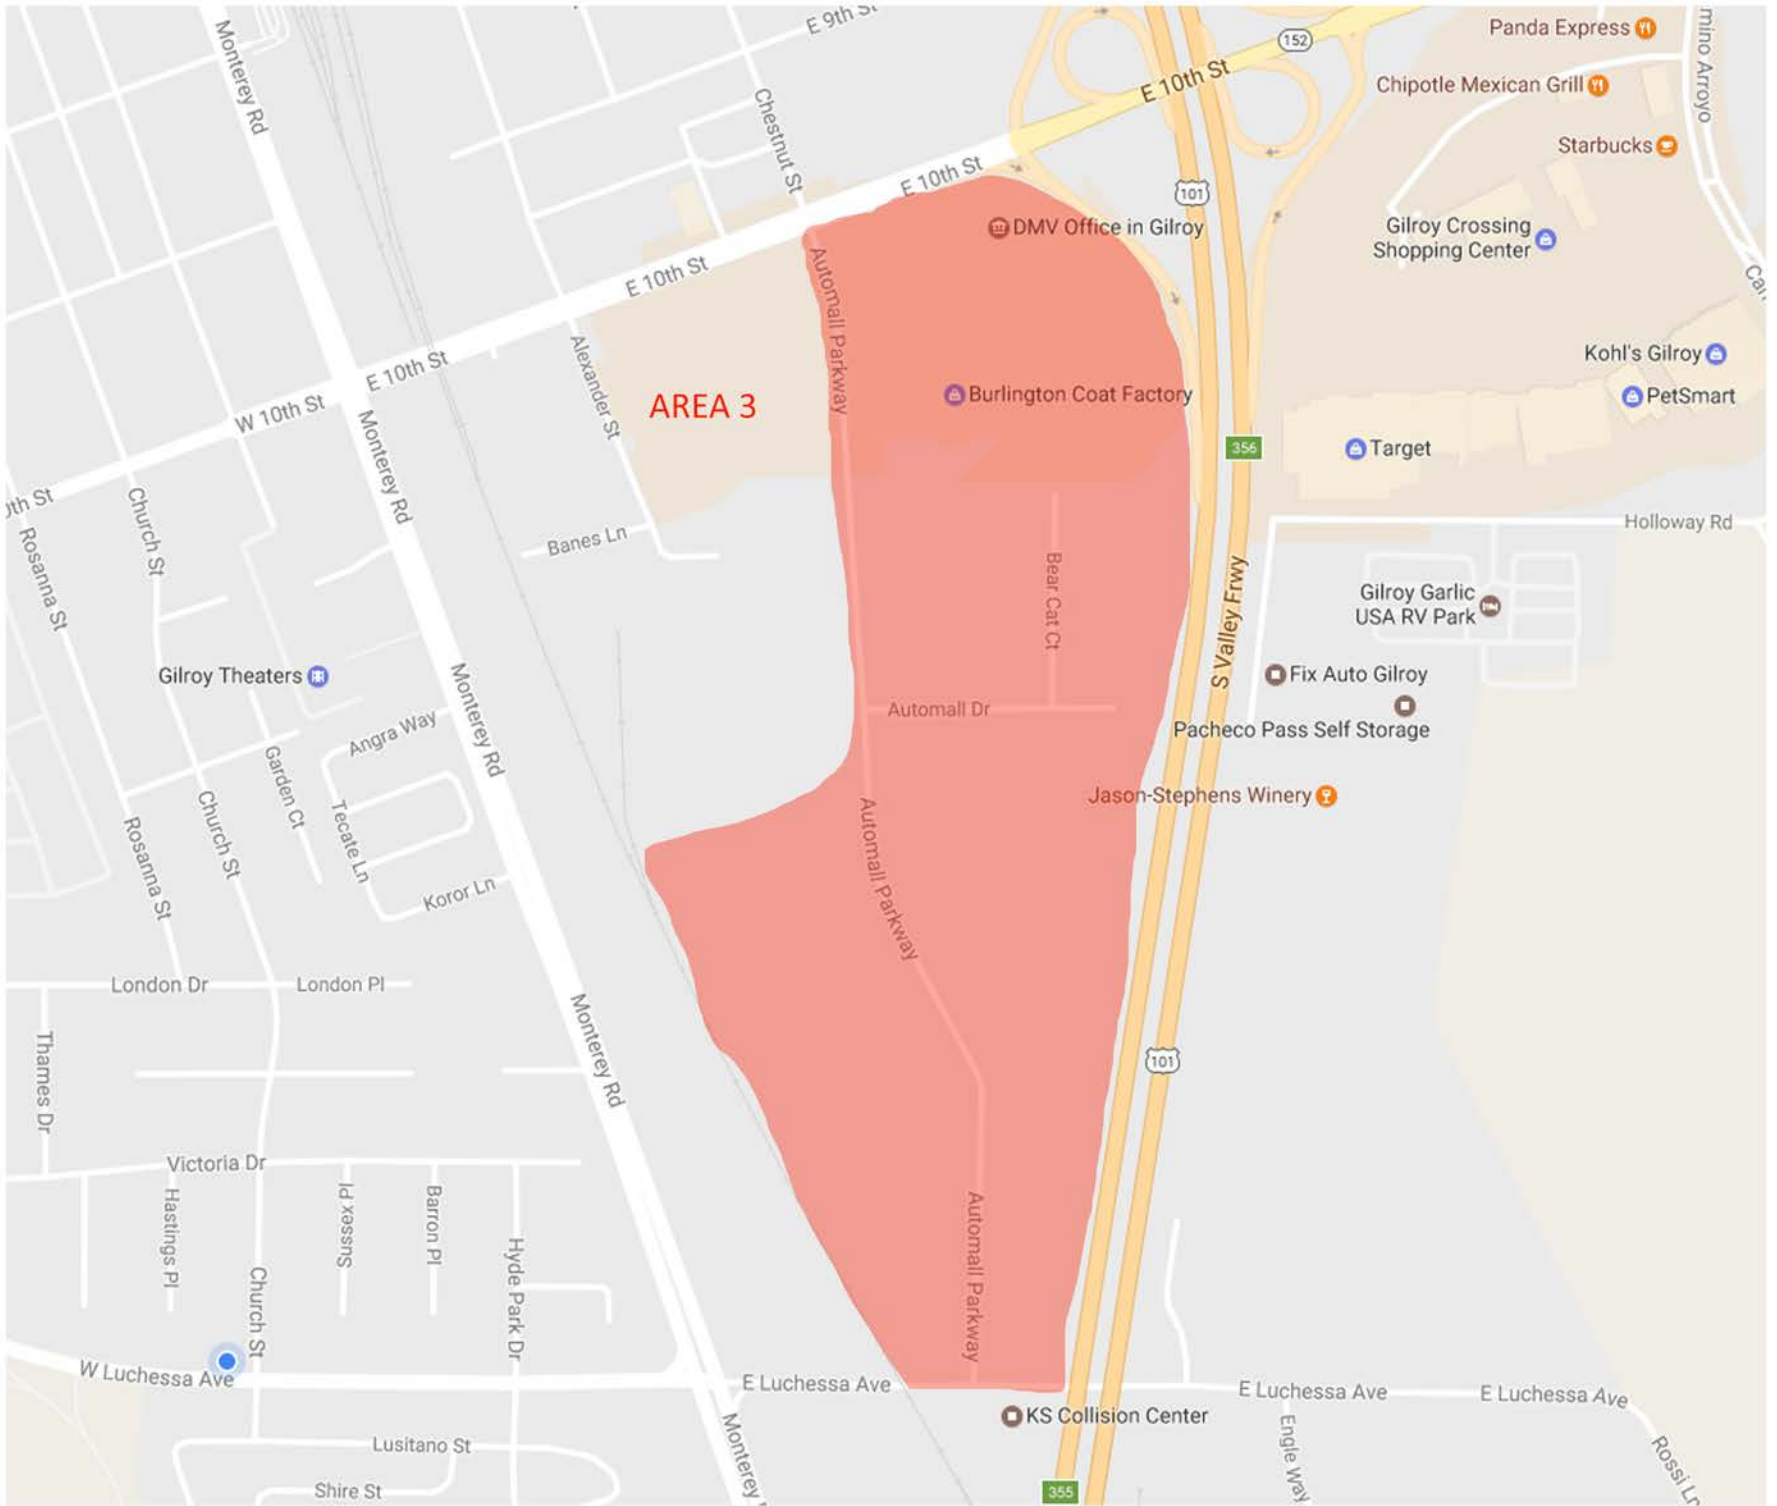 E 9th St
152
Panda Express
Monterey Rd
E 10th St
Chipotle Mexican Grill
mino Arroyo
Chestnut St
Starbucks
E 10th St
101
DMV Office in Gilroy
Gilroy Crossing
Shopping Center
E 10th St
Automall Parkway
E 10th St
Alexander St
Kohl's Gilroy
W 10th St
AREA 3
Burlington Coat Factory
PetSmart
Monterey Rd
356
Target
0th St
Church St
Holloway Rd
Rosanna St
Banes Ln
Bear Cat Ct
S Valley Frwy
Gilroy Garlic
USA RV Park
Gilroy Theaters
Fix Auto Gilroy
Monterey Rd
Automall Dr
Angra Way
Pacheco Pass Self Storage
Garden Ct
Jason-Stephens Winery
Church St
Tecate Ln
Automall Parkway
Rosanna St
Koror Ln
London Dr
London Pl
Monterey Rd
Thames Dr
101
Victoria Dr
Hastings Pl
Sussex Pl
Barron Pl
Hyde Park Dr
Automall Parkway
Church St
W Luchessa Ave
E Luchessa Ave
E Luchessa Ave
E Luchessa Ave
KS Collision Center
Engle Way
Lusitano St
Monterey
Rossi Ln
Shire St
355